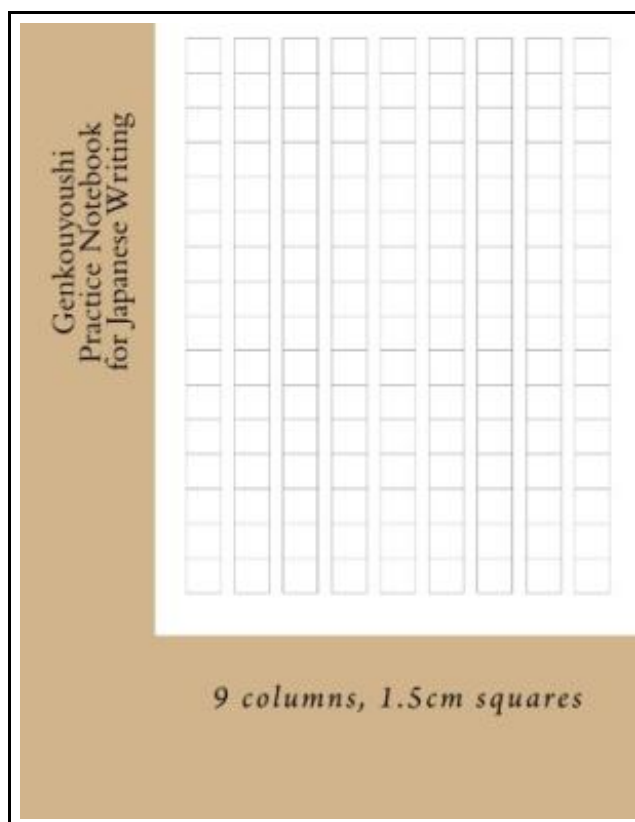 Genkouyoushi
Practice Notebook
for Japanese Writing
9 columns, 1.5cm squares